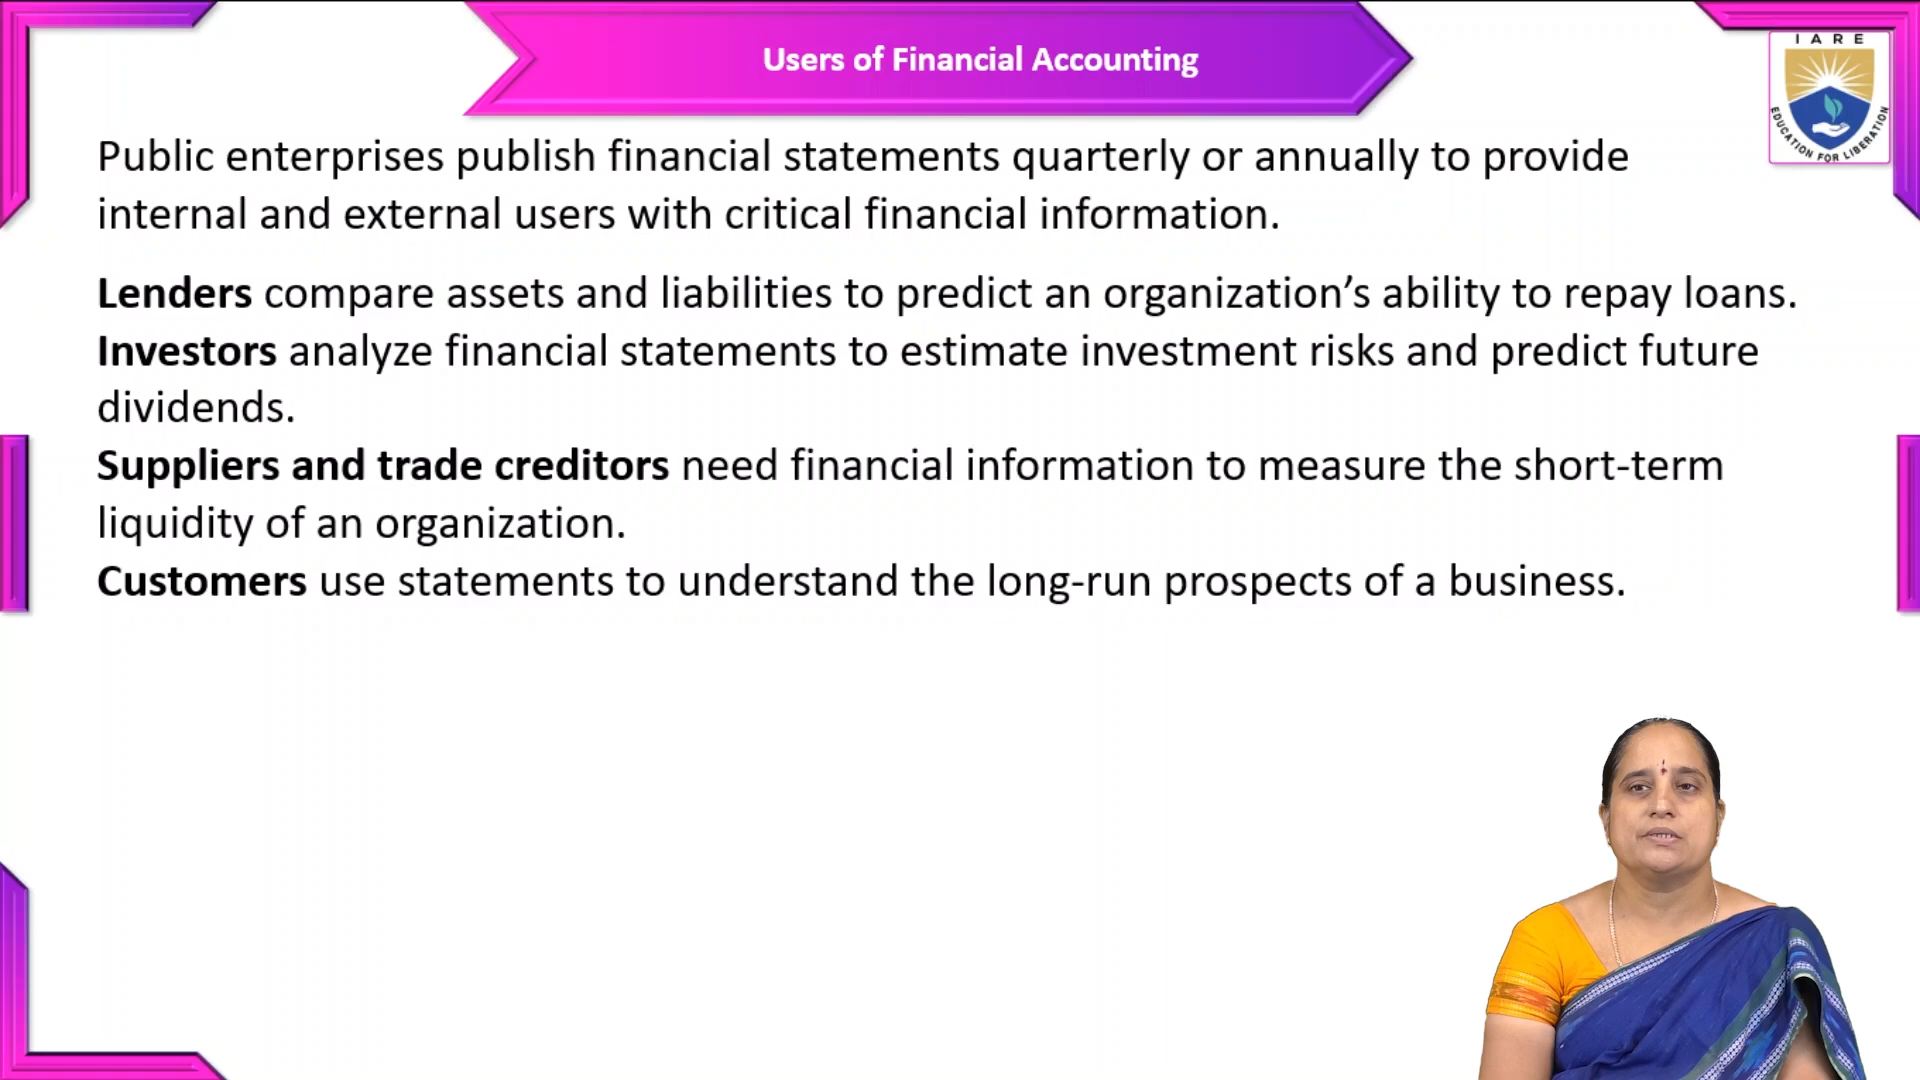 Users of Financial Accounting
IARE
EDUCATION FOR LIBERATION
Public enterprises publish financial statements quarterly or annually to provide
internal and external users with critical financial information.
Lenders compare assets and liabilities to predict an organization’s ability to repay loans.
Investors analyze financial statements to estimate investment risks and predict future
dividends.
Suppliers and trade creditors need financial information to measure the short-term
liquidity of an organization.
Customers use statements to understand the long-run prospects of a business.